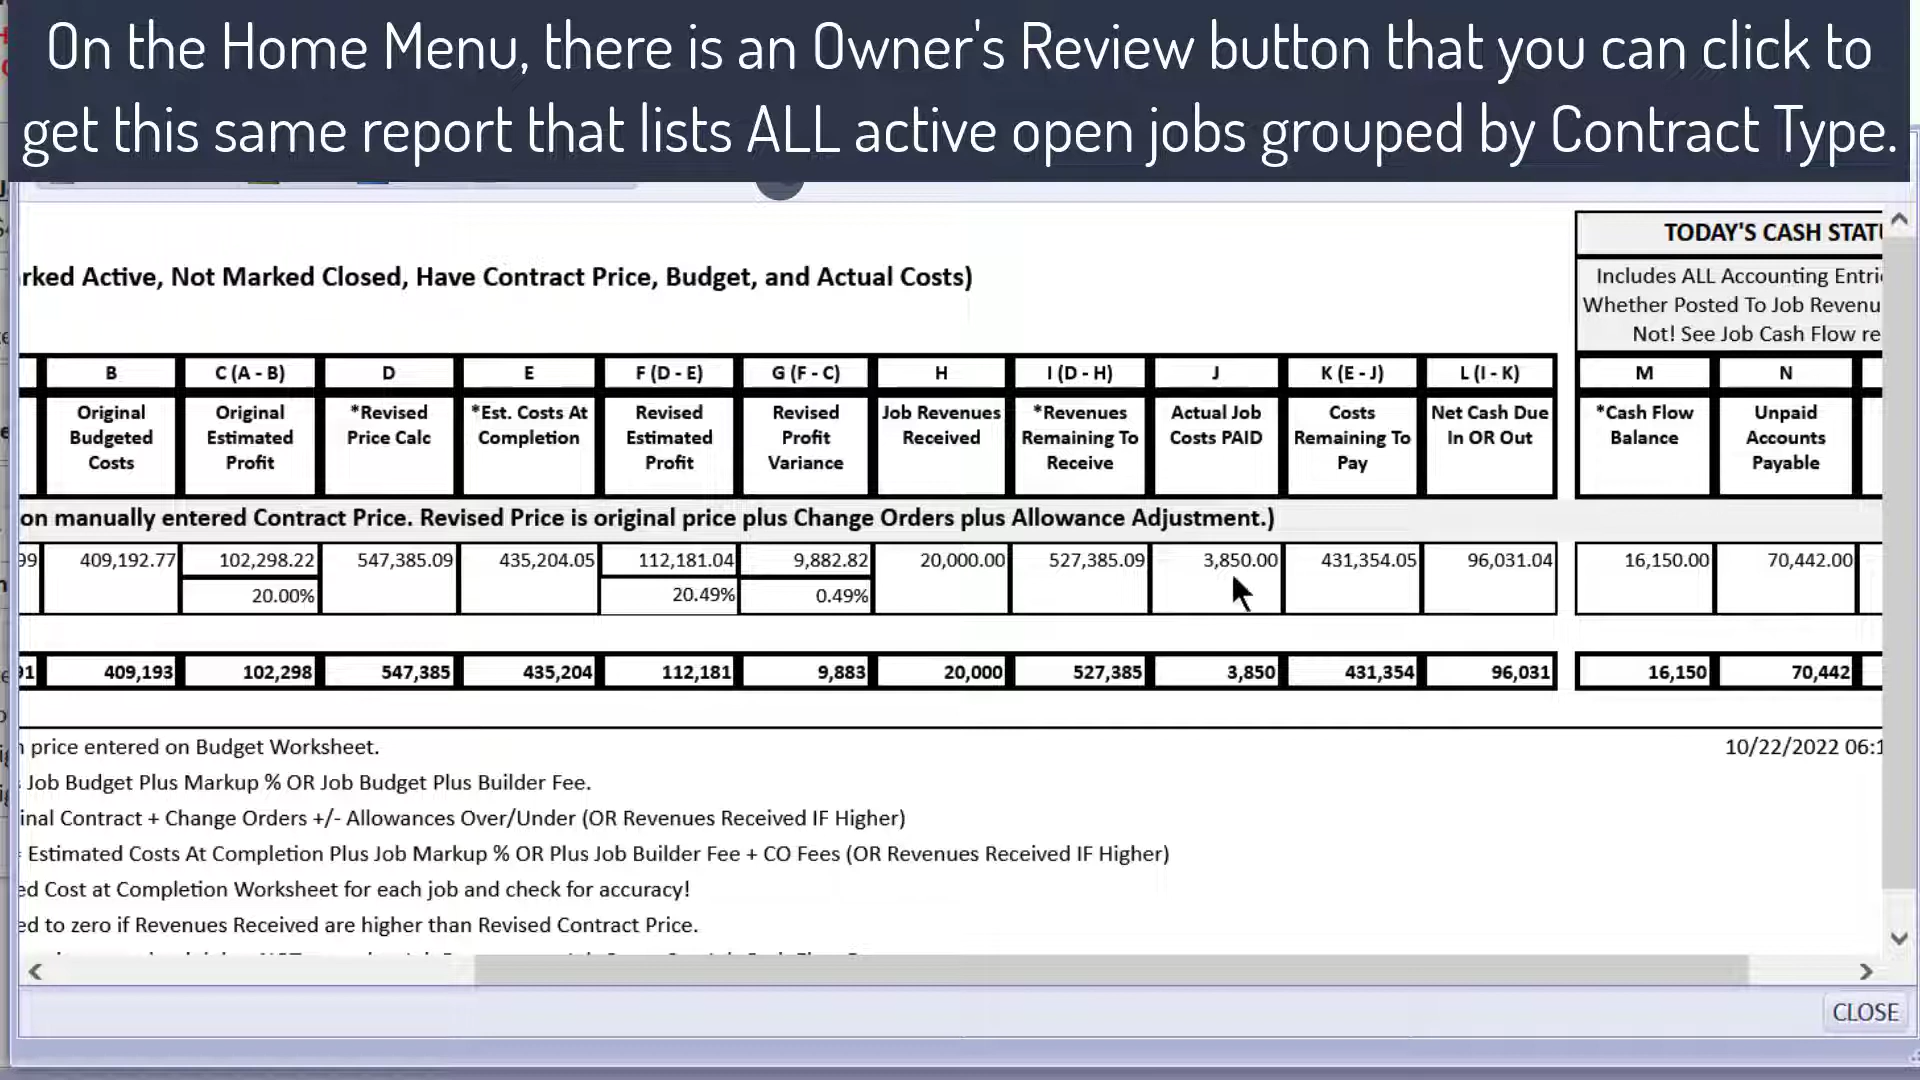 On the Home Menu, there is an Owner's Review button that you can click to
get this same report that lists ALL active open jobs grouped by Contract Type.
TODAY'S CASH STATU
Includes ALL Accounting Entri
Whether Posted To Job Revenu
Not! See Job Cash Flow re
rked Active, Not Marked Closed, Have Contract Price, Budget, and Actual Costs)
B C (A - B) D E F (D - E) G (F - C) H I (D - H) J K (E - J) L (I - K) M N
Original Original *Revised *Est. Costs At Revised Revised Job Revenues *Revenues Actual Job Costs Net Cash Due *Cash Flow Unpaid
Budgeted Estimated Price Calc Completion Estimated Profit Received Remaining To Costs PAID Remaining To In OR Out Balance Accounts
Costs Profit Profit Variance Receive Pay Payable
on manually entered Contract Price. Revised Price is original price plus Change Orders plus Allowance Adjustment.)
99 409,192.77 102,298.22 547,385.09 435,204.05 112,181.04 9,882.82 20,000.00 527,385.09 3,850.00 431,354.05 96,031.04 16,150.00 70,442.00
20.00% 20.49% 0.49%
91 409,193 102,298 547,385 435,204 112,181 9,883 20,000 527,385 3,850 431,354 96,031 16,150 70,442
price entered on Budget Worksheet. 10/22/2022 06:1
Job Budget Plus Markup % OR Job Budget Plus Builder Fee.
inal Contract + Change Orders +/- Allowances Over/Under (OR Revenues Received IF Higher)
= Estimated Costs At Completion Plus Job Markup % OR Plus Job Builder Fee + CO Fees (OR Revenues Received IF Higher)
ed Cost at Completion Worksheet for each job and check for accuracy!
ed to zero if Revenues Received are higher than Revised Contract Price.
CLOSE